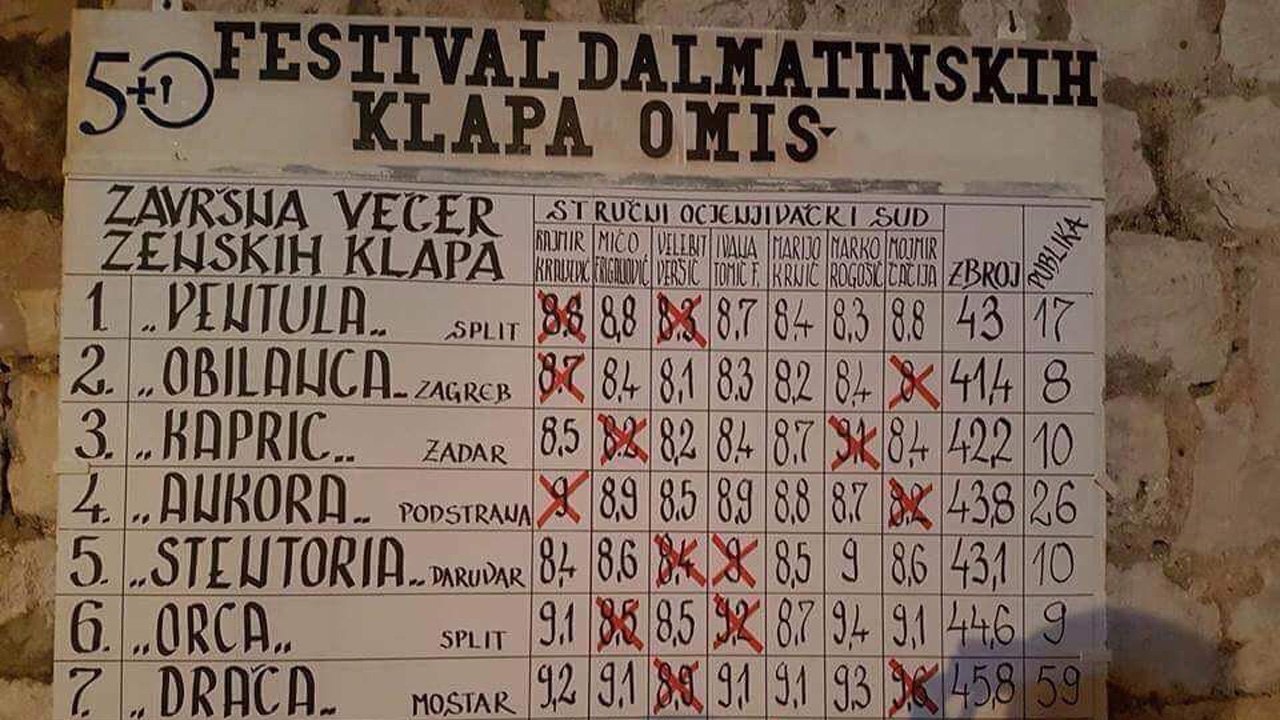 50 FESTIVAL DALMATINSKIH
KLAPA OMIŠ
ZAVRŠNA VEČER
ŽENSKIH KLAPA
STRUČNI OCJENJIVAČKI SUD
RAJMIR KRALJEVIĆ MIĆO VELEBIT VERŠIĆ IVANA TOMIĆ F. MARIJO KRNIĆ MARKO ROGOŠIĆ MOJMIR ČAČIJA ZBROJ PUBLIKA
1 „VENTULA„ SPLIT 8.8 8,8 8.3 8.7 8.4 8.3 8.8 43 17
2. „OBILANCA„ ZAGREB 8.7 8,4 8,1 8.3 8.2 8.4 8 41,4 8
3. „KAPRIC„ ZADAR 8.5 8.2 8,2 8.4 8.7 9.1 8,4 42,2 10
4. „ANKORA„ PODSTRANA 9 8,9 8.5 8,9 8.8 8.7 8.2 43,8 26
5. „STENTORIA„ DARUVAR 8,4 8,6 8.4 9 8,5 9 8,6 43,1 10
6. „ORCA„ SPLIT 9.1 8,5 9.2 8.7 9,4 9,1 44,6 9
7. „DRAČA„ MOSTAR 9,2 9,1 8,9 9,1 9,1 9,3 9,6 45,8 59